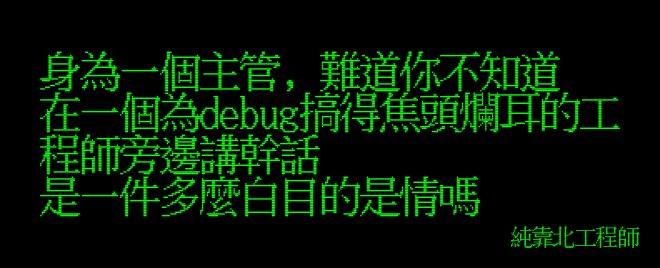 身為一個主管，難道你不知道
在一個為debug搞得焦頭爛耳的工
程師旁邊講幹話
是一件多麼白目的是情嗎
純靠北工程師